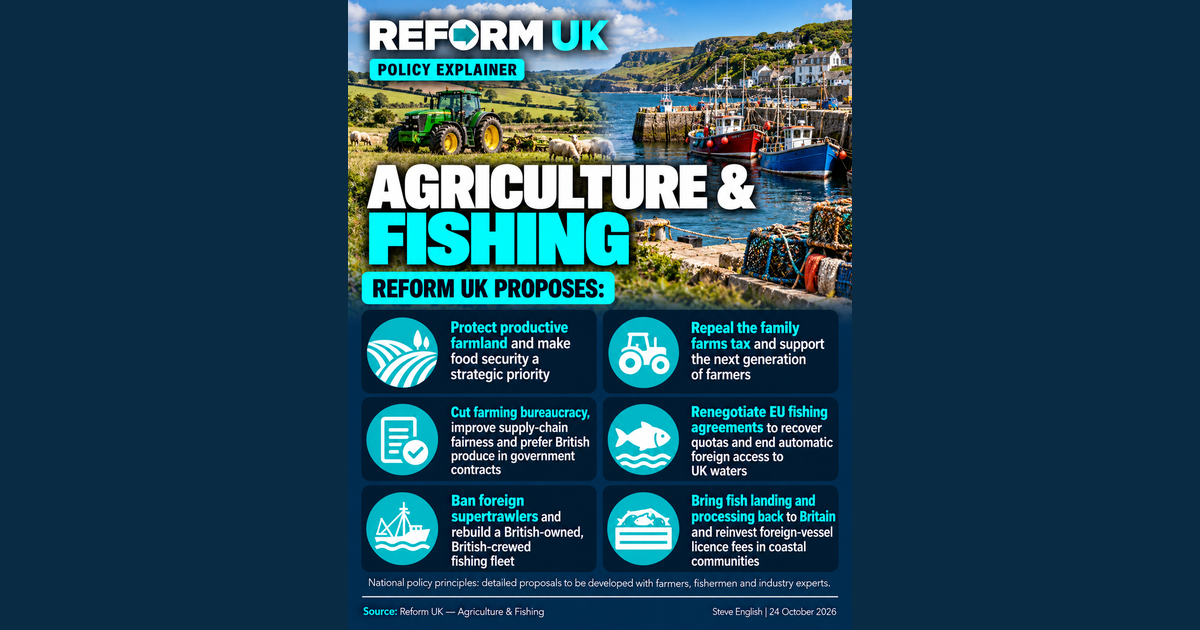 REFORM UK
POLICY EXPLAINER
AGRICULTURE &
FISHING
REFORM UK PROPOSES:
Protect productive
farmland and make
food security a
strategic priority
Repeal the family
farms tax and support
the next generation
of farmers
Cut farming bureaucracy,
improve supply-chain
fairness and prefer British
produce in government
contracts
Renegotiate EU fishing
agreements to recover
quotas and end automatic
foreign access to
UK waters
Ban foreign
supertrawlers and
rebuild a British-owned,
British-crewed
fishing fleet
Bring fish landing and
processing back to Britain
and reinvest foreign-vessel
licence fees in coastal
communities
National policy principles: detailed proposals to be developed with farmers, fishermen and industry experts.
Source: Reform UK — Agriculture & Fishing
Steve English | 24 October 2026